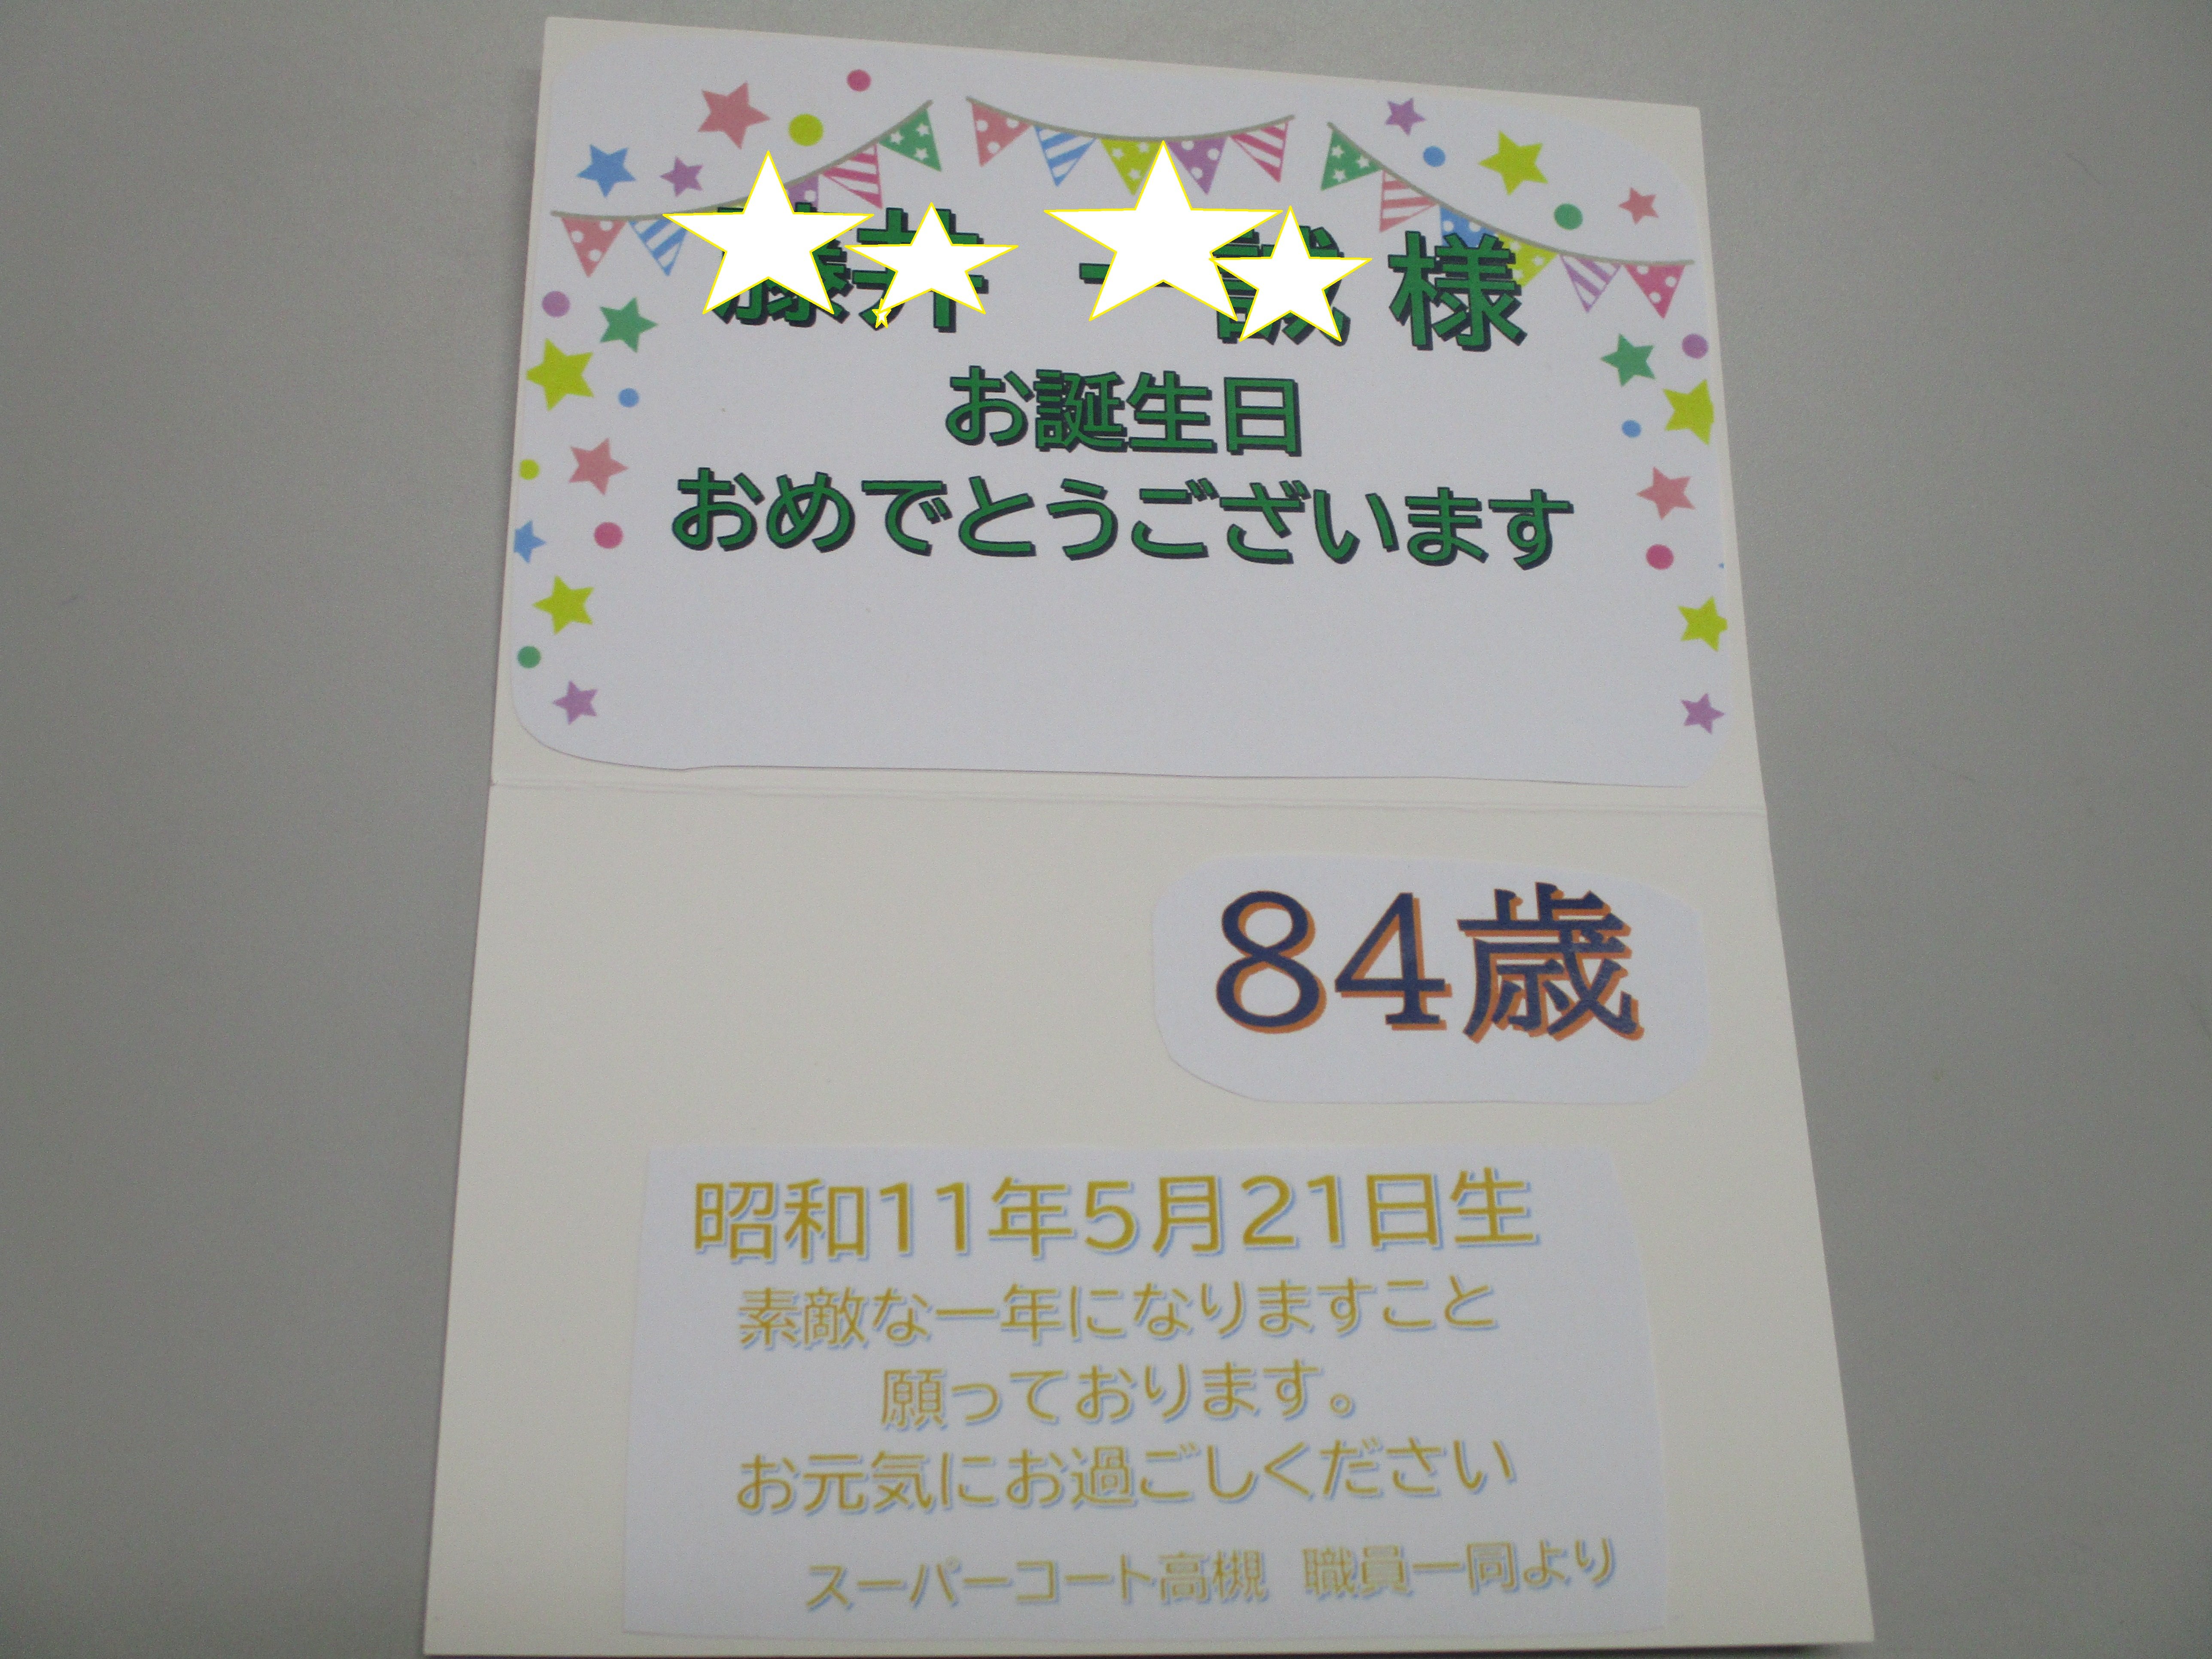 様
お誕生日
おめでとうございます
84歳
昭和11年5月21日生
素敵な一年になりますこと
願っております。
お元気にお過ごしください
スーパーコート高槻 職員一同より